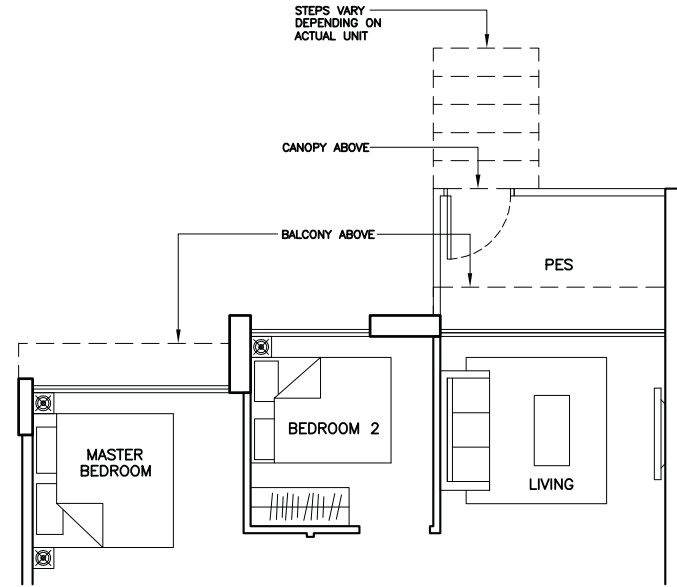 STEPS VARY
DEPENDING ON
ACTUAL UNIT
CANOPY ABOVE
BALCONY ABOVE
PES
MASTER
BEDROOM
BEDROOM 2
LIVING